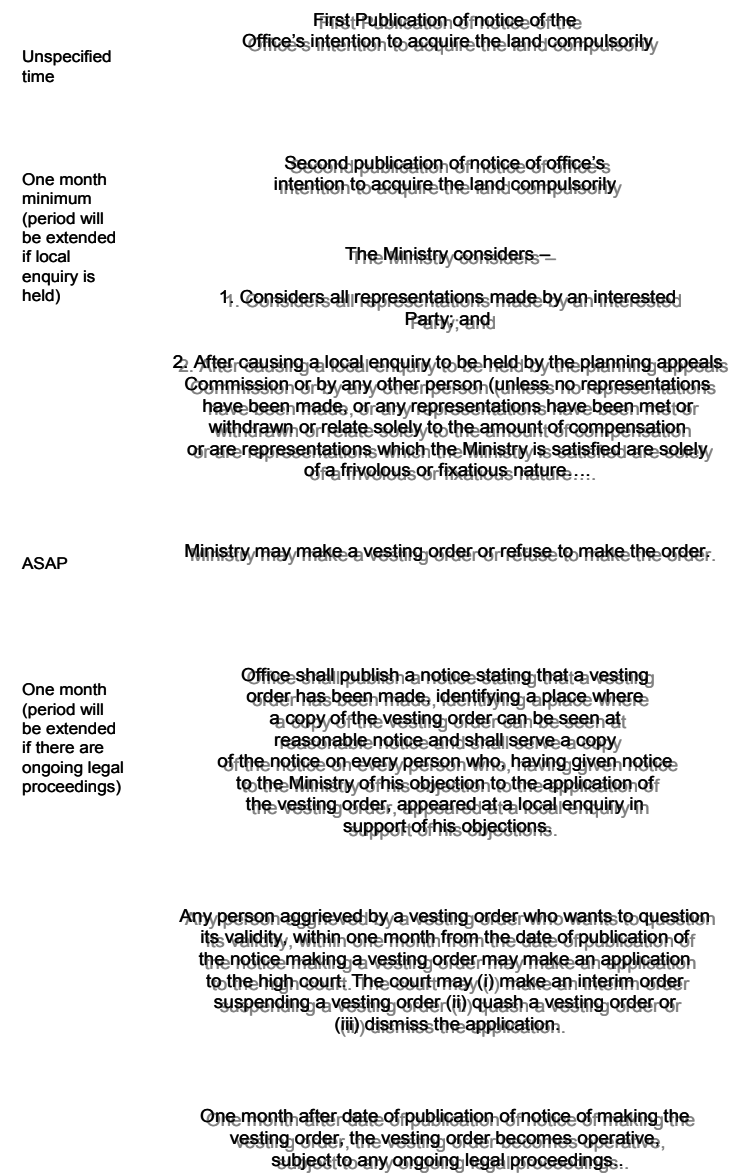 First Publication of notice of the
Office's intention to acquire the land compulsorily
Unspecified
time
Second publication of notice of office's
intention to acquire the land compulsorily
One month
minimum
(period will
be extended
if local
enquiry is
held)
The Ministry considers –
1. Considers all representations made by an interested
Party; and
2. After causing a local enquiry to be held by the planning appeals
Commission or by any other person (unless no representations
have been made, or any representations have been met or
withdrawn or relate solely to the amount of compensation
or are representations which the Ministry is satisfied are solely
of a frivolous or fixatious nature….
Ministry may make a vesting order or refuse to make the order.
ASAP
Office shall publish a notice stating that a vesting
order has been made, identifying a place where
a copy of the vesting order can be seen at
reasonable notice and shall serve a copy
of the notice on every person who, having given notice
to the Ministry of his objection to the application of
the vesting order, appeared at a local enquiry in
support of his objections.
One month
(period will
be extended
if there are
ongoing legal
proceedings)
Any person aggrieved by a vesting order who wants to question
its validity, within one month from the date of publication of
the notice making a vesting order may make an application
to the high court. The court may (i) make an interim order
suspending a vesting order (ii) quash a vesting order or
(iii) dismiss the application.
One month after date of publication of notice of making the
vesting order, the vesting order becomes operative,
subject to any ongoing legal proceedings..